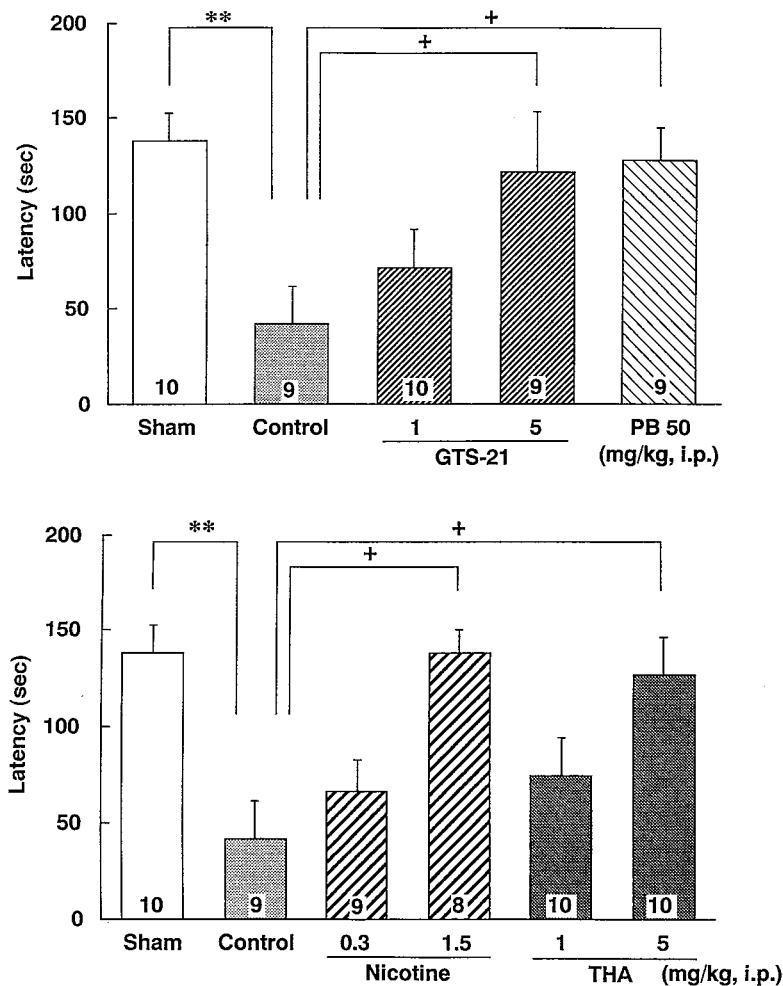 200
**
+
+
150
Latency (sec)
100
50
0
10
9
10
9
9
Sham
Control
1
5
PB 50
GTS-21
(mg/kg, i.p.)
200
**
+
+
150
Latency (sec)
100
50
0
10
9
9
8
10
10
Sham
Control
0.3
1.5
1
5
Nicotine
THA
(mg/kg, i.p.)